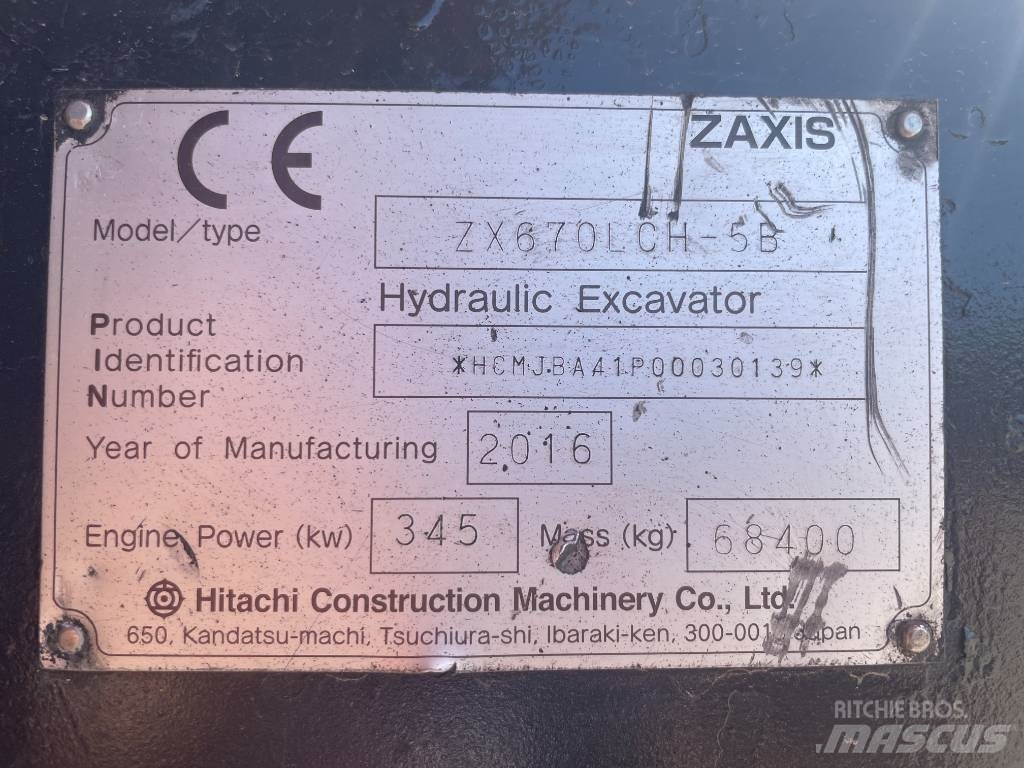 CE ZAXIS
Model/type ZX670LCH-5B
Hydraulic Excavator
Product
Identification *HCMJBA41P00030139*
Number
Year of Manufacturing 2016
Engine Power (kw) 345 Mass (kg) 68400
Hitachi Construction Machinery Co., Ltd.
650, Kandatsu-machi, Tsuchiura-shi, Ibaraki-ken, Japan
RITCHIE BROS.
MASCUS